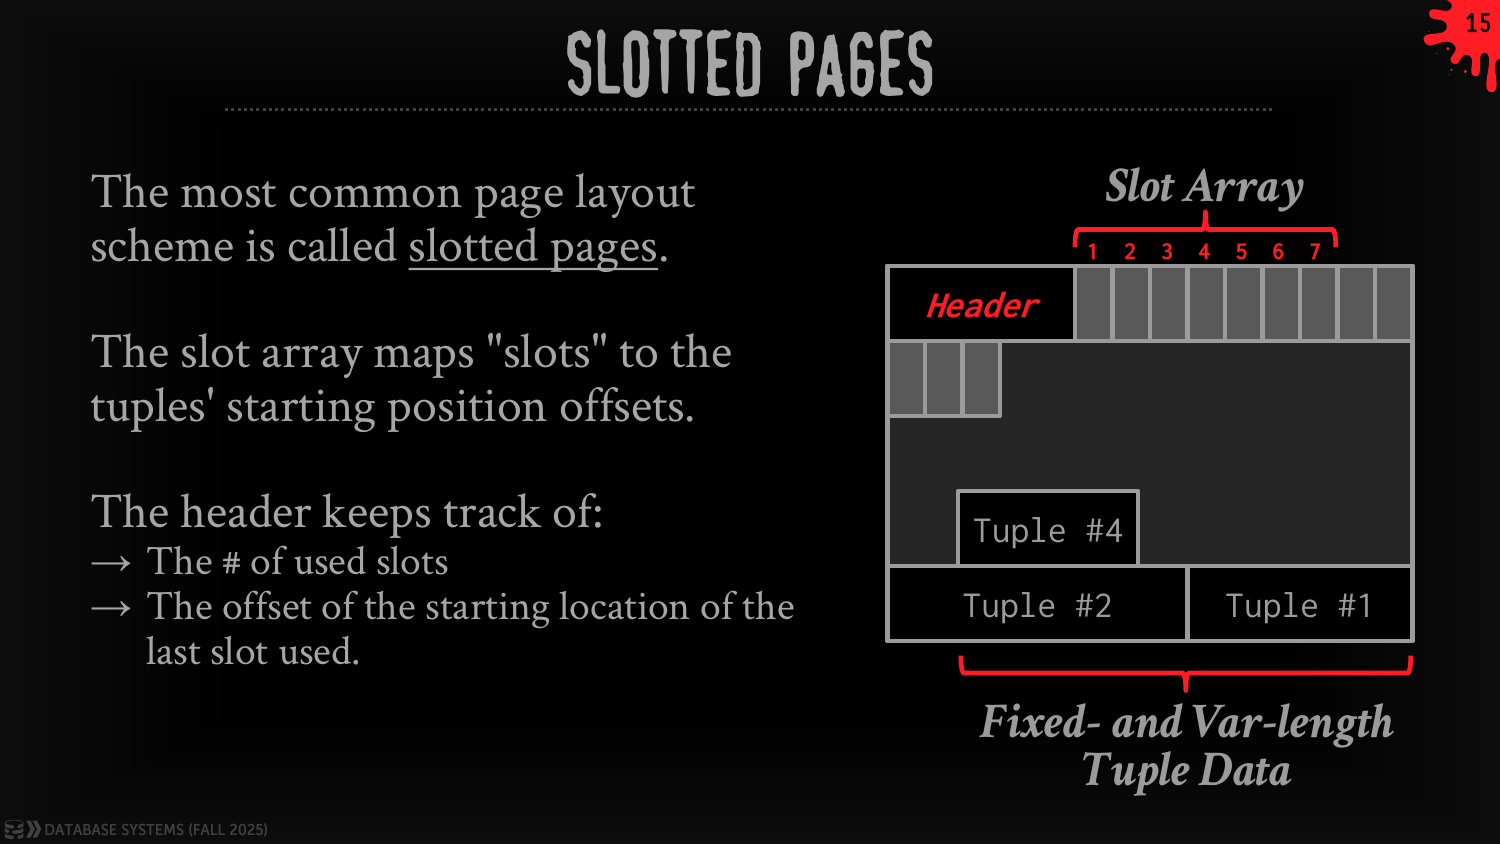 15
SLOTTED PAGES
The most common page layout
scheme is called slotted pages.
The slot array maps "slots" to the
tuples' starting position offsets.
The header keeps track of:
→ The # of used slots
→ The offset of the starting location of the
last slot used.
Slot Array
1 2 3 4 5 6 7
Header
Tuple #4
Tuple #2
Tuple #1
Fixed- and Var-length
Tuple Data
DATABASE SYSTEMS (FALL 2025)